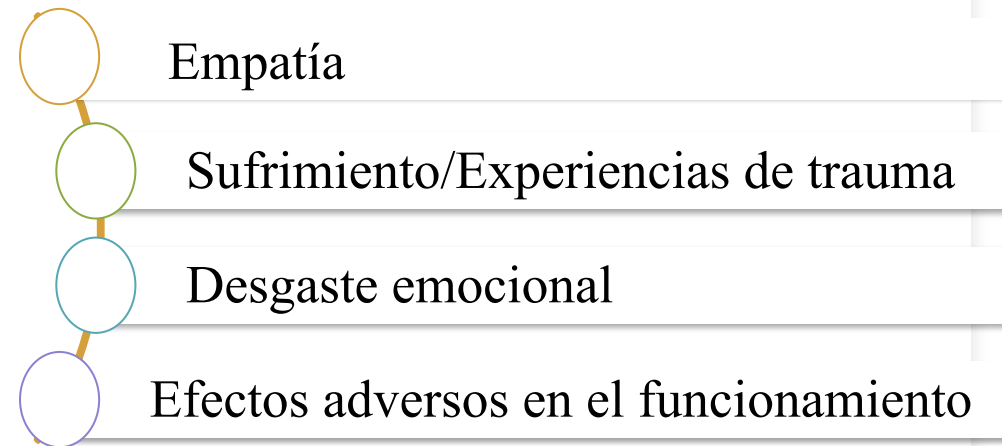 Empatía
Sufrimiento/Experiencias de trauma
Desgaste emocional
Efectos adversos en el funcionamiento